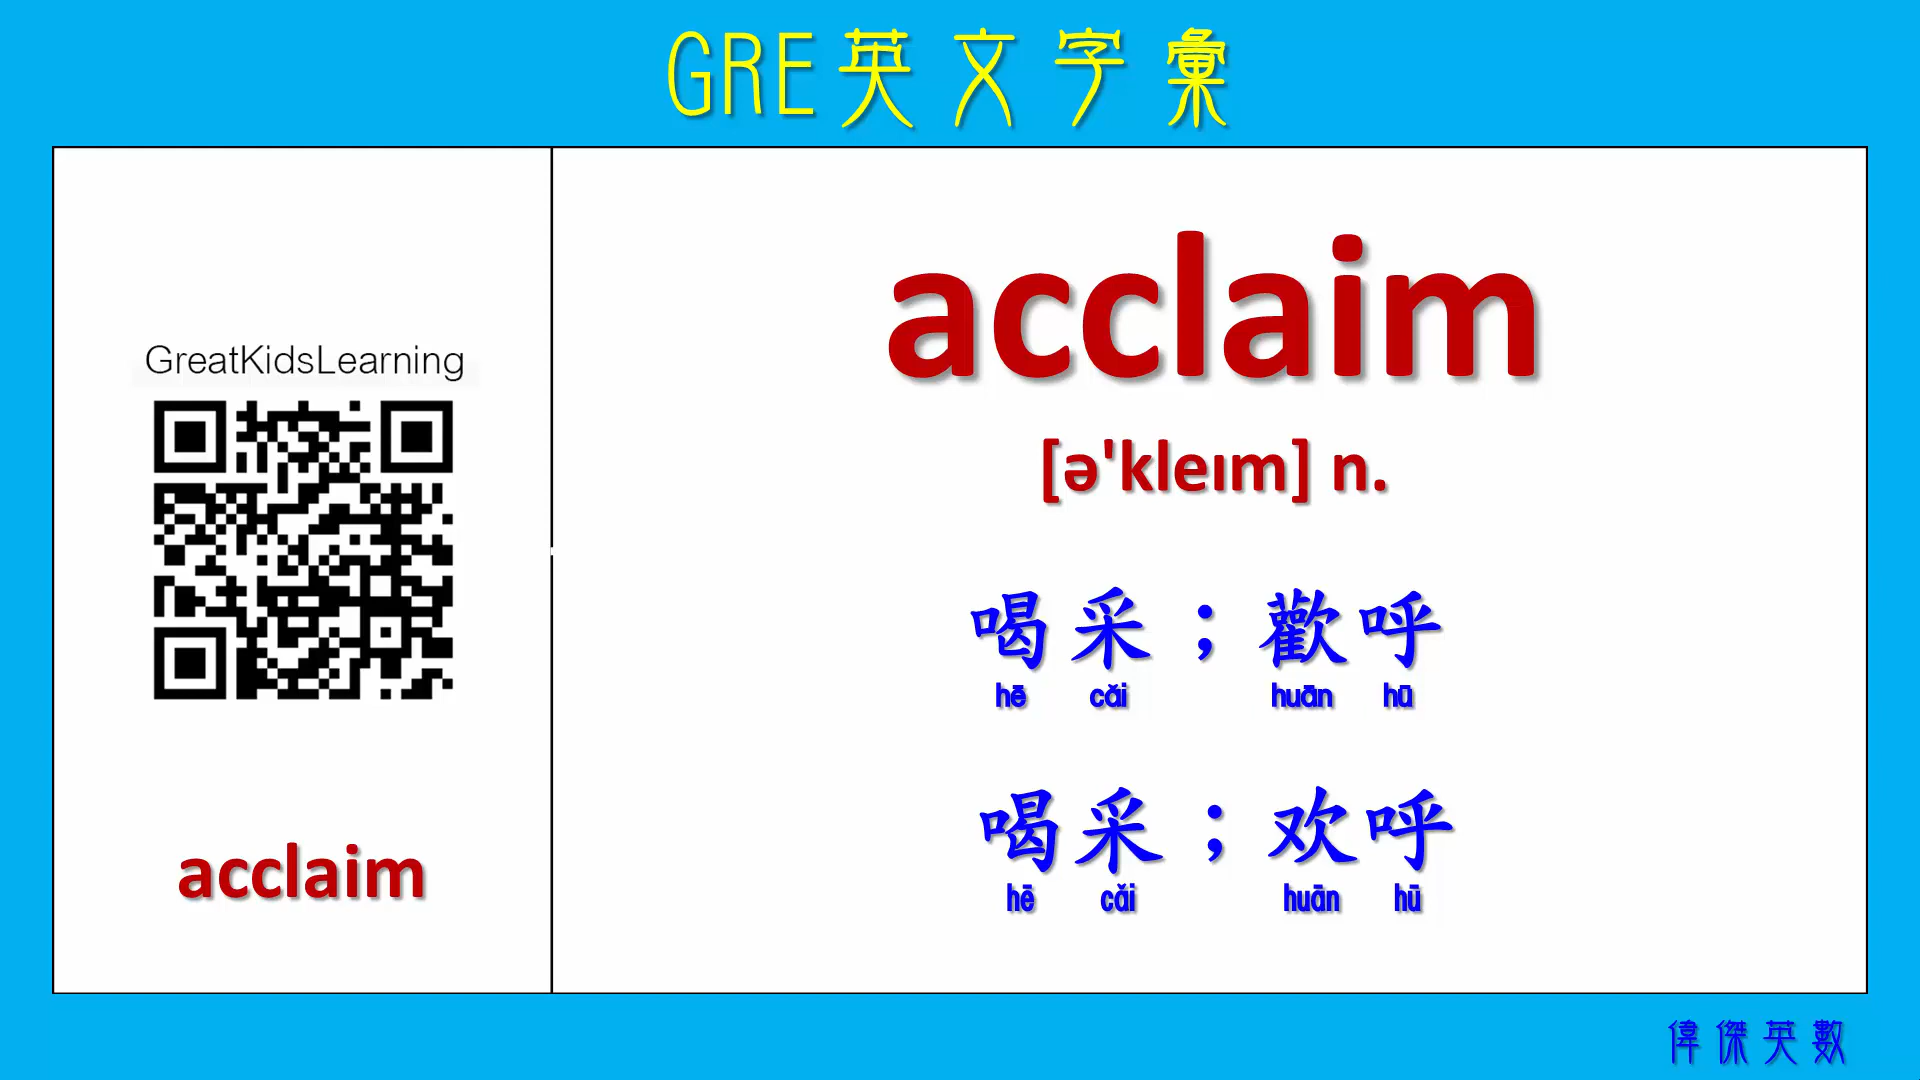 GRE英文字彙
GreatKidsLearning
acclaim
acclaim
[ə'kleɪm] n.
喝采；歡呼
hē cǎi huān hū
喝采；欢呼
hē cǎi huān hū
偉傑英數